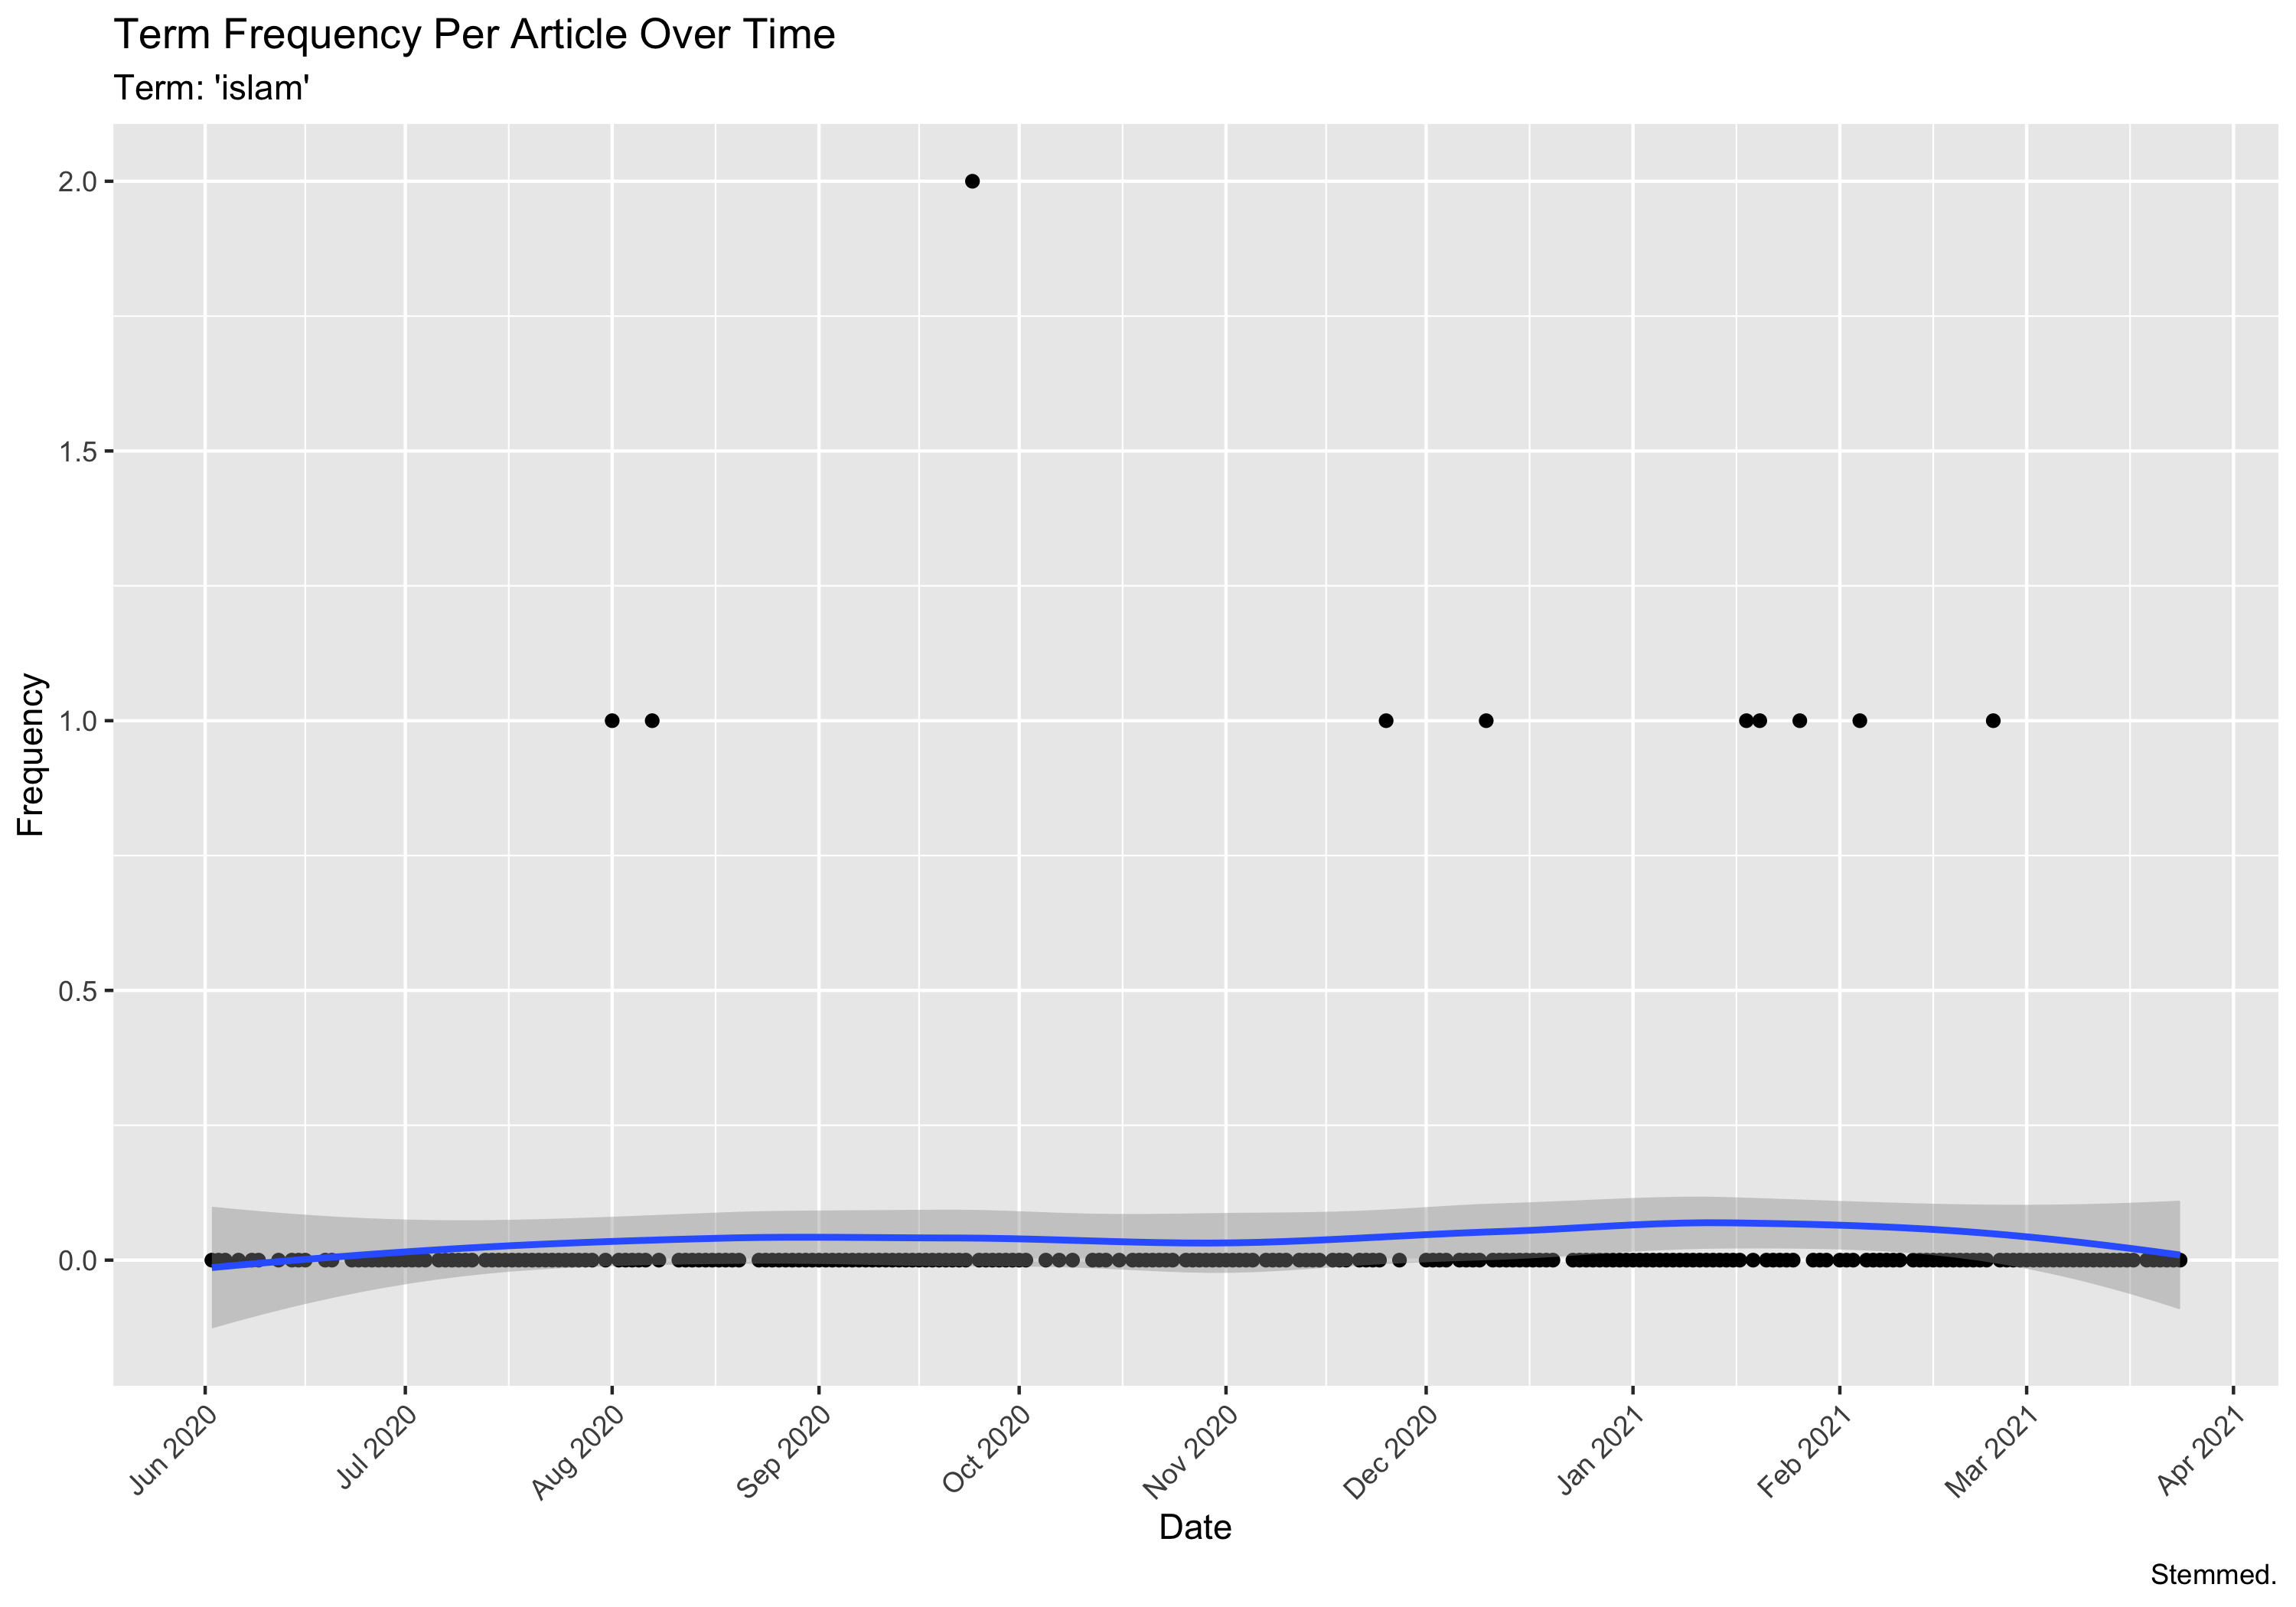 Term Frequency Per Article Over Time
Term: 'islam'
Frequency
2.0
1.5
1.0
0.5
0.0
Jun 2020
Jul 2020
Aug 2020
Sep 2020
Oct 2020
Nov 2020
Dec 2020
Jan 2021
Feb 2021
Mar 2021
Apr 2021
Date
Stemmed.